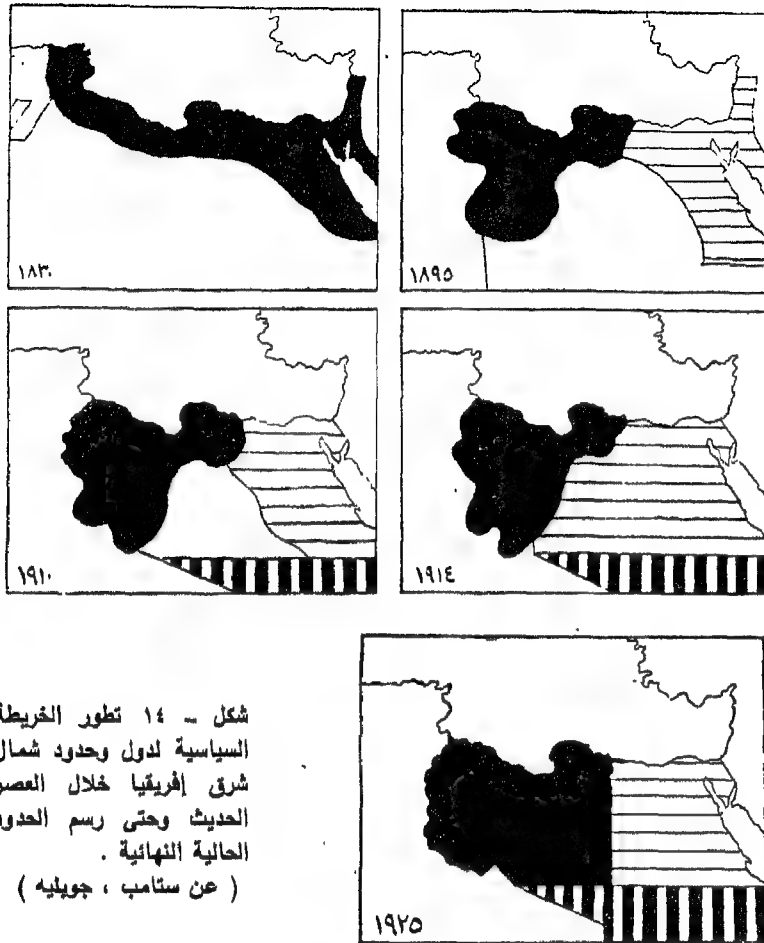 ١٨٣٠
١٨٩٥
١٩١٠
١٩١٤
شكل - ١٤ تطور الخريطة
السياسية لدول وحدود شمال
شرق إفريقيا خلال العصور
الحديث وحتى رسم الحدود
الحالية النهائية .
( عن ستامب ، جوبليه )
١٩٢٥